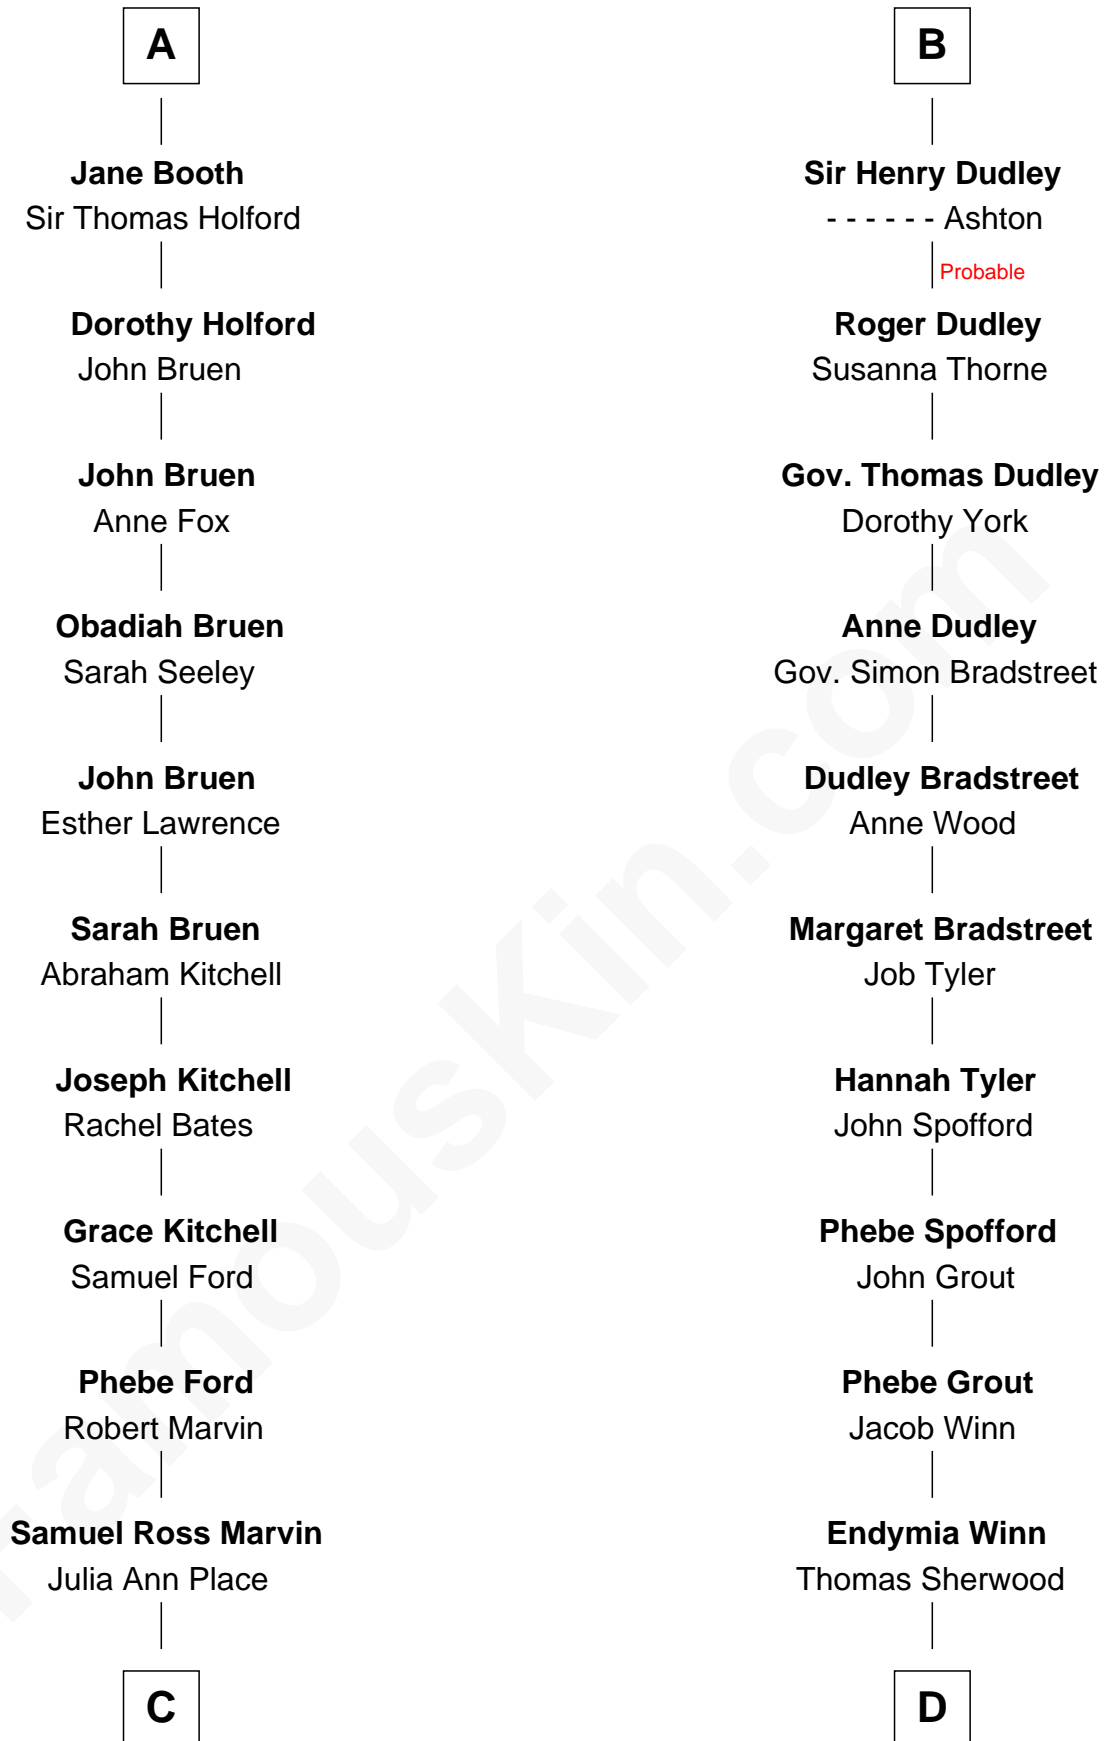 A
Jane Booth
Sir Thomas Holford
Dorothy Holford
John Bruen
John Bruen
Anne Fox
Obadiah Bruen
Sarah Seeley
John Bruen
Esther Lawrence
Sarah Bruen
Abraham Kitchell
Joseph Kitchell
Rachel Bates
Grace Kitchell
Samuel Ford
Phebe Ford
Robert Marvin
Samuel Ross Marvin
Julia Ann Place
C
B
Sir Henry Dudley
- - - - - - Ashton
Probable
Roger Dudley
Susanna Thorne
Gov. Thomas Dudley
Dorothy York
Anne Dudley
Gov. Simon Bradstreet
Dudley Bradstreet
Anne Wood
Margaret Bradstreet
Job Tyler
Hannah Tyler
John Spofford
Phebe Spofford
John Grout
Phebe Grout
Jacob Winn
Endymia Winn
Thomas Sherwood
D
FamousKin.com